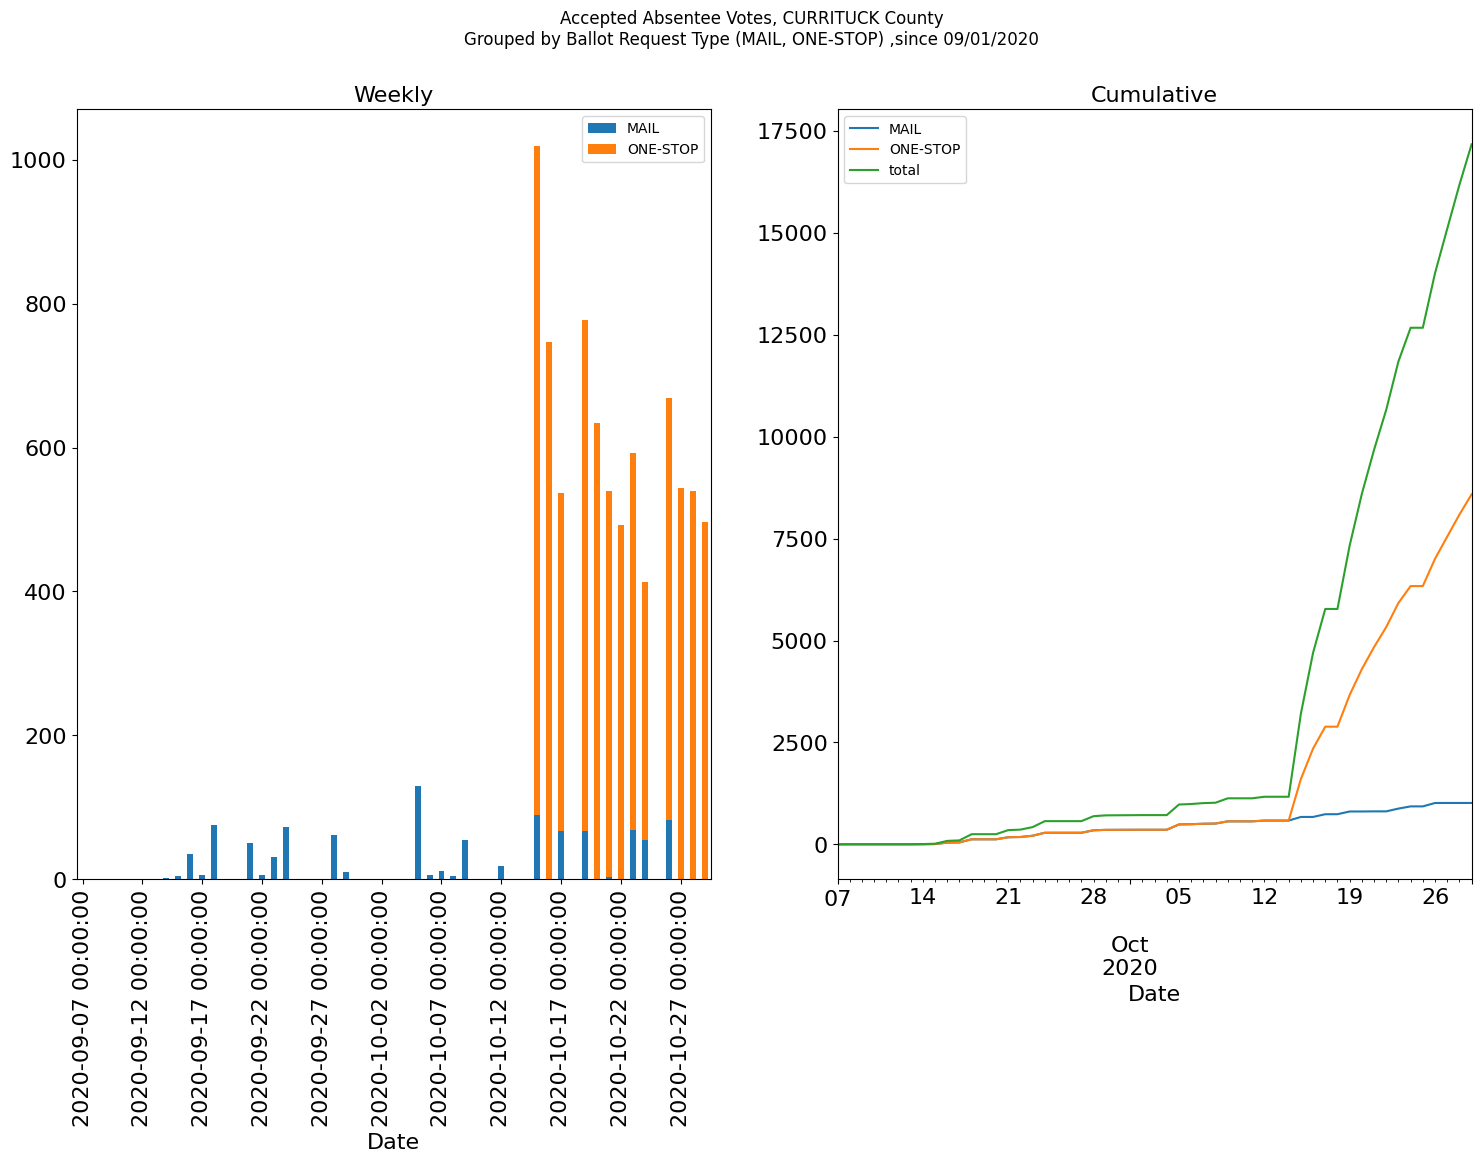 Accepted Absentee Votes, CURRITUCK County
Grouped by Ballot Request Type (MAIL, ONE-STOP) ,since 09/01/2020
Weekly
MAIL
ONE-STOP
1000
800
600
400
200
0
2020-09-07 00:00:00
2020-09-12 00:00:00
2020-09-17 00:00:00
2020-09-22 00:00:00
2020-09-27 00:00:00
2020-10-02 00:00:00
2020-10-07 00:00:00
2020-10-12 00:00:00
2020-10-17 00:00:00
2020-10-22 00:00:00
2020-10-27 00:00:00
Date
Cumulative
MAIL
ONE-STOP
total
17500
15000
12500
10000
7500
5000
2500
0
07 14 21 28 05 12 19 26
Oct
2020
Date